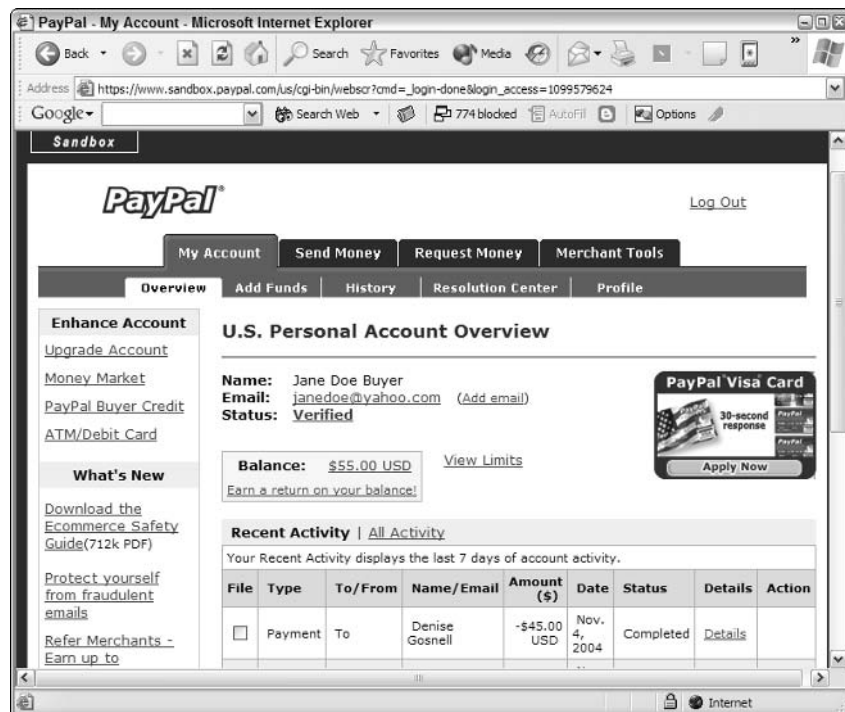 PayPal - My Account - Microsoft Internet Explorer
Back Search Favorites Media »
Address https://www.sandbox.paypal.com/us/cgi-bin/webscr?cmd=_login-done&login_access=1099579624
Google Search Web 774 blocked AutoFill Options
Sandbox
PayPal®
Log Out
My Account Send Money Request Money Merchant Tools
Overview Add Funds History Resolution Center Profile
Enhance Account
Upgrade Account
Money Market
PayPal Buyer Credit
ATM/Debit Card
What's New
Download the
Ecommerce Safety
Guide(712k PDF)
Protect yourself
from fraudulent
emails
Refer Merchants -
Earn up to
U.S. Personal Account Overview
Name: Jane Doe Buyer
Email: janedoe@yahoo.com (Add email)
Status: Verified
PayPal® Visa® Card
30-second
response
Apply Now
Balance: $55.00 USD
View Limits
Earn a return on your balance!
Recent Activity | All Activity
Your Recent Activity displays the last 7 days of account activity.
File Type To/From Name/Email Amount ($) Date Status Details Action
Payment To Denise Gosnell -$45.00 USD Nov. 4, 2004 Completed Details
Internet